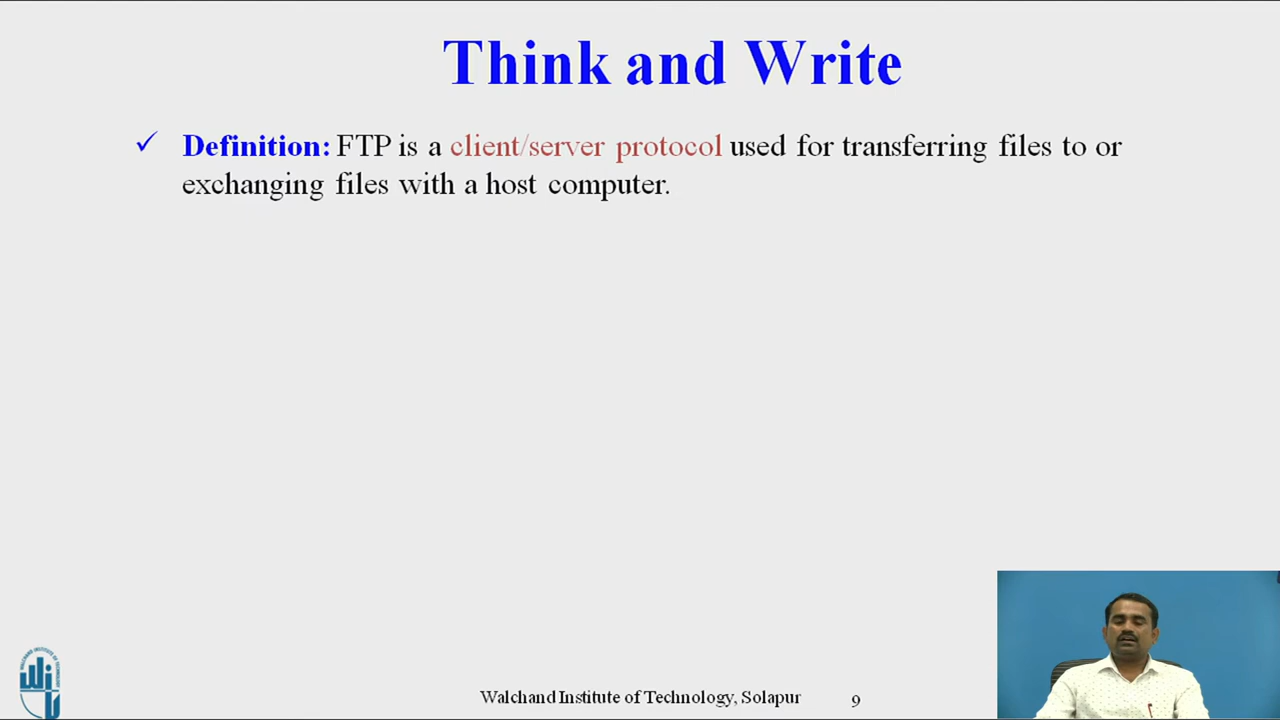 Think and Write
✓ Definition: FTP is a client/server protocol used for transferring files to or
exchanging files with a host computer.
Walchand Institute of Technology, Solapur
9